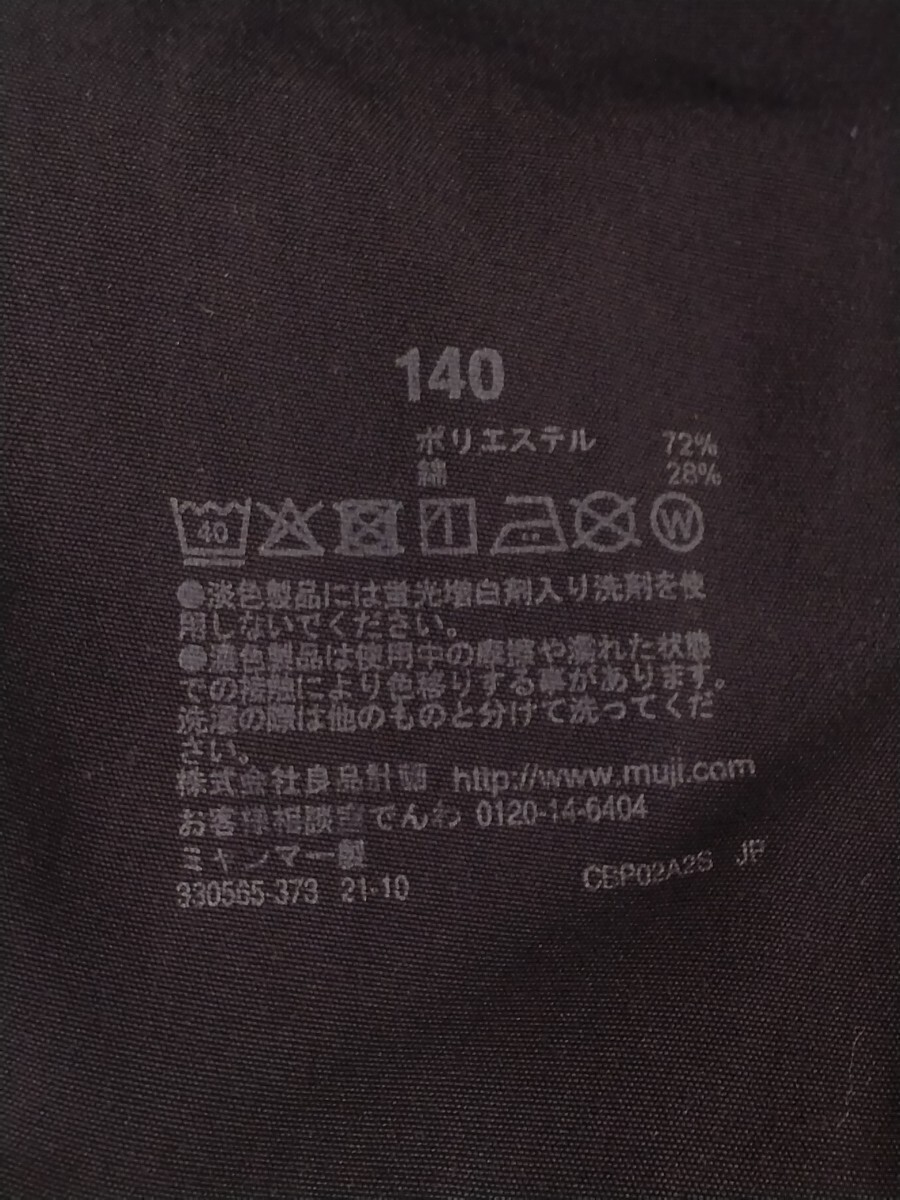 140
ポリエステル 72%
綿 28%
40 W
●淡色製品には蛍光増白剤入り洗剤を使
用しないでください。
●濃色製品は使用中の摩擦や濡れた状態
での接触により色移りする事があります。
洗濯の際は他のものと分けて洗ってくだ
さい。
株式会社良品計画 http://www.muji.com
お客様相談室でんわ 0120-14-6404
ミャンマー製
330565-373 21-10 CBP02A2S JP